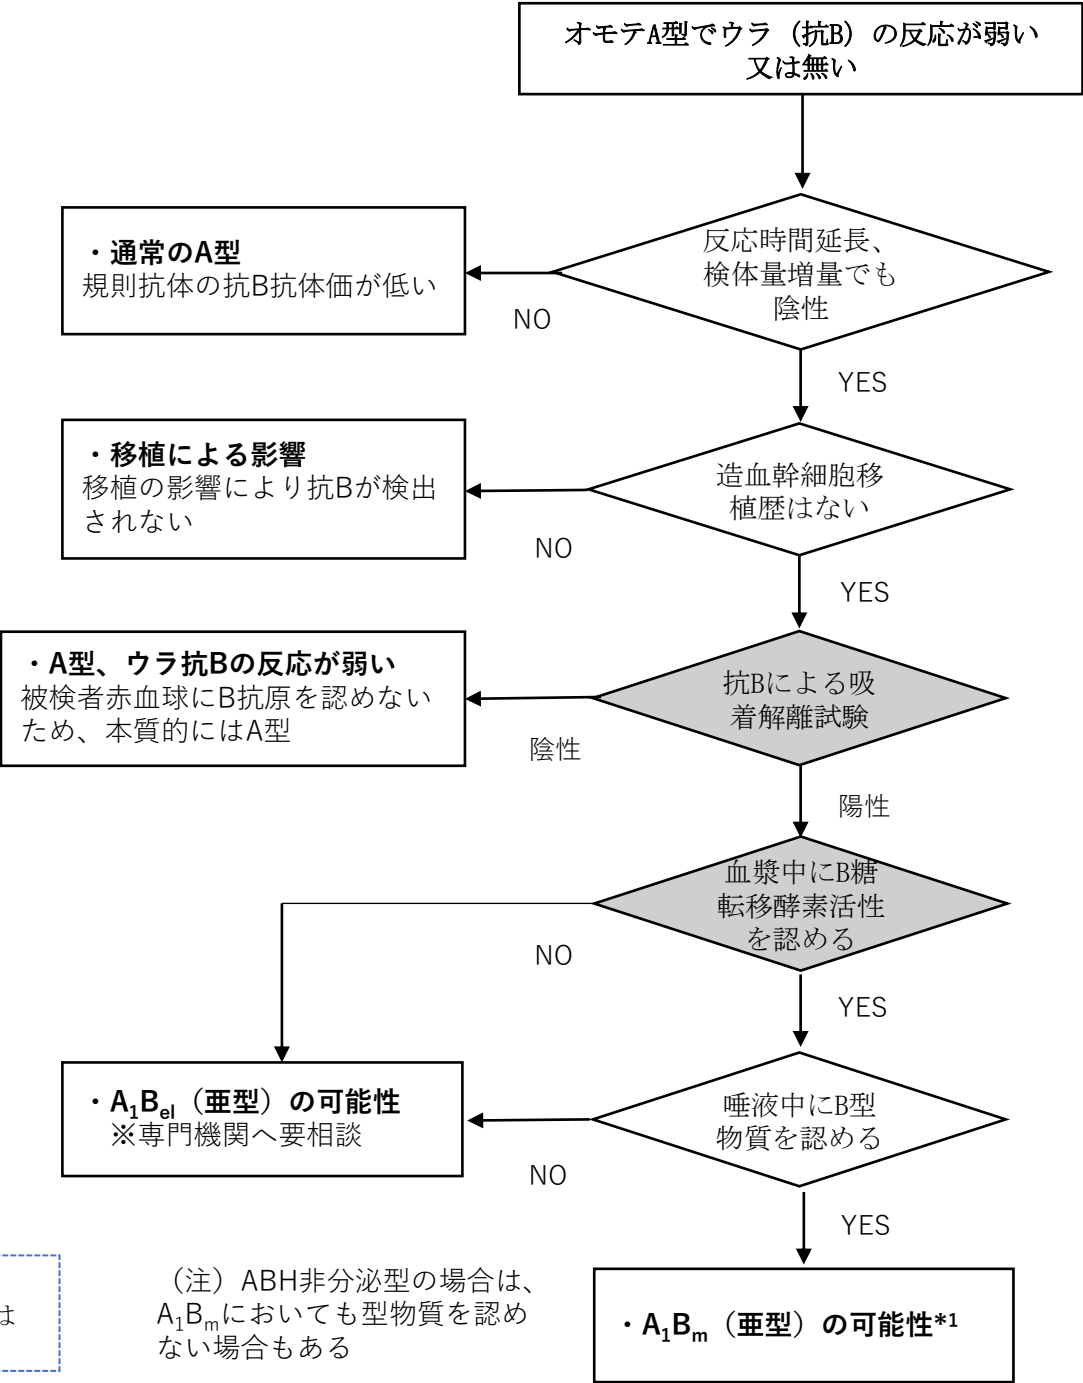 オモテA型でウラ（抗B）の反応が弱い
又は無い
反応時間延長、
検体量増量でも
陰性
・通常のA型
規則抗体の抗B抗体価が低い
NO
YES
造血幹細胞移
植歴はない
・移植による影響
移植の影響により抗Bが検出
されない
NO
YES
抗Bによる吸
着解離試験
・A型、ウラ抗Bの反応が弱い
被検者赤血球にB抗原を認めない
ため、本質的にはA型
陰性
陽性
血漿中にB糖
転移酵素活性
を認める
NO
YES
・A₁Bₑₗ（亜型）の可能性
※専門機関へ要相談
唾液中にB型
物質を認める
NO
YES
は
（注）ABH非分泌型の場合は、
A₁Bₘにおいても型物質を認め
ない場合もある
・A₁Bₘ（亜型）の可能性*1